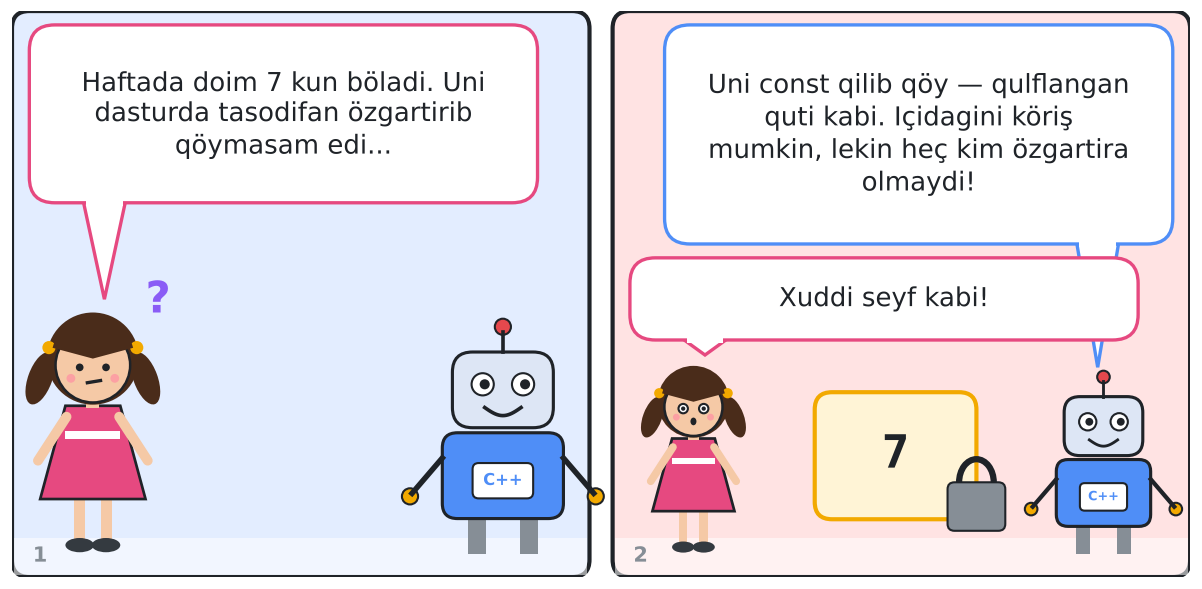 Haftada doim 7 kun böladi. Uni
dasturda tasodifan özgartirib
qöymasam edi...
?
C++
1
Uni const qilib qöy — qulflangan
quti kabi. Içidagini köriş
mumkin, lekin heç kim özgartira
olmaydi!
Xuddi seyf kabi!
7
C++
2